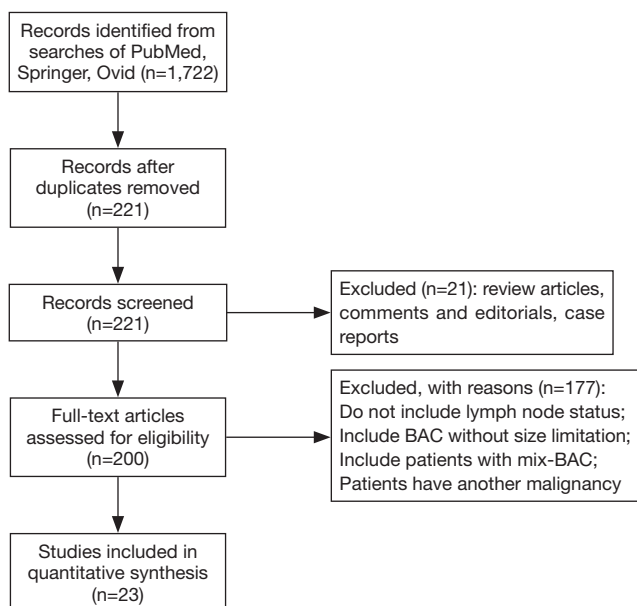 Records identified from
searches of PubMed,
Springer, Ovid (n=1,722)
Records after
duplicates removed
(n=221)
Records screened
(n=221)
Excluded (n=21): review articles,
comments and editorials, case
reports
Full-text articles
assessed for eligibility
(n=200)
Excluded, with reasons (n=177):
Do not include lymph node status;
Include BAC without size limitation;
Include patients with mix-BAC;
Patients have another malignancy
Studies included in
quantitative synthesis
(n=23)